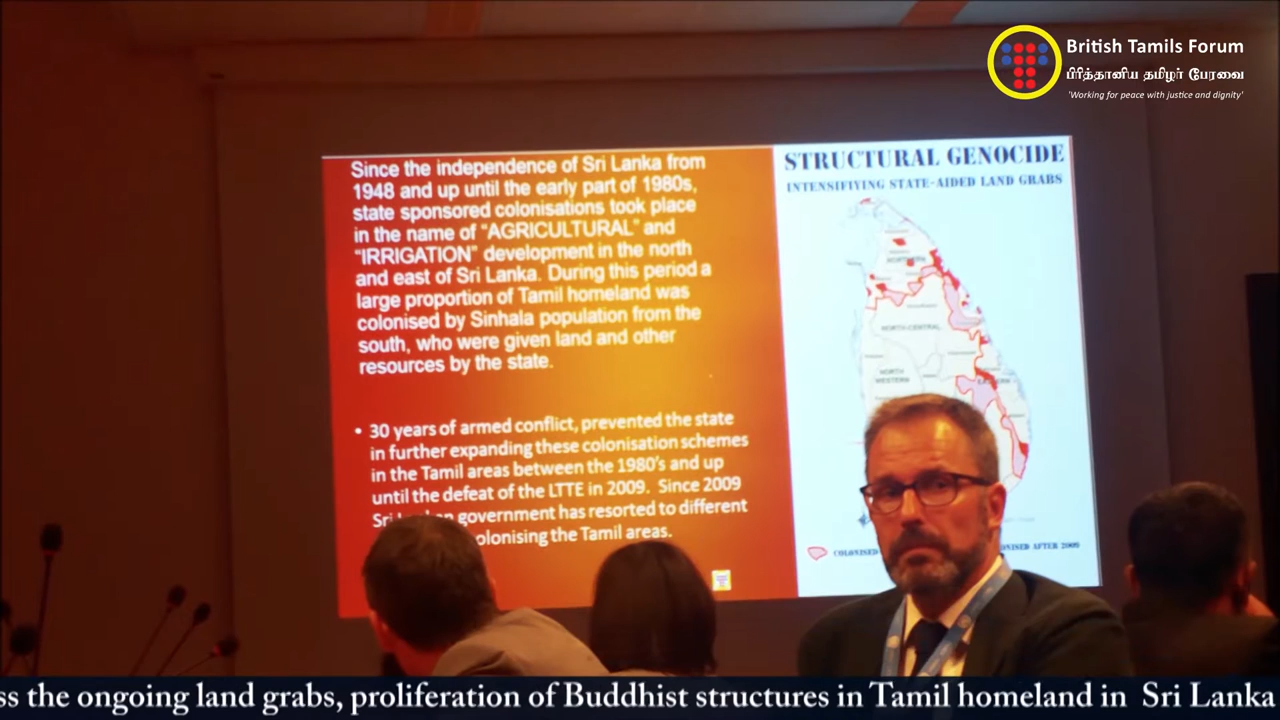 British Tamils Forum
பிரித்தானிய தமிழர் பேரவை
'Working for peace with justice and dignity'
Since the independence of Sri Lanka from
1948 and up until the early part of 1980s,
state sponsored colonisations took place
in the name of “AGRICULTURAL” and
“IRRIGATION” development in the north
and east of Sri Lanka. During this period a
large proportion of Tamil homeland was
colonised by Sinhala population from the
south, who were given land and other
resources by the state.
• 30 years of armed conflict, prevented the state
in further expanding these colonisation schemes
in the Tamil areas between the 1980's and up
until the defeat of the LTTE in 2009. Since 2009
government has resorted to different
olonising the Tamil areas.
STRUCTURAL GENOCIDE
INTENSIFIYING STATE-AIDED LAND GRABS
NORTHERN
NORTH-CENTRAL
NORTH
WESTERN
COLONISED
ONISED AFTER 2009
ss the ongoing land grabs, proliferation of Buddhist structures in Tamil homeland in Sri Lanka